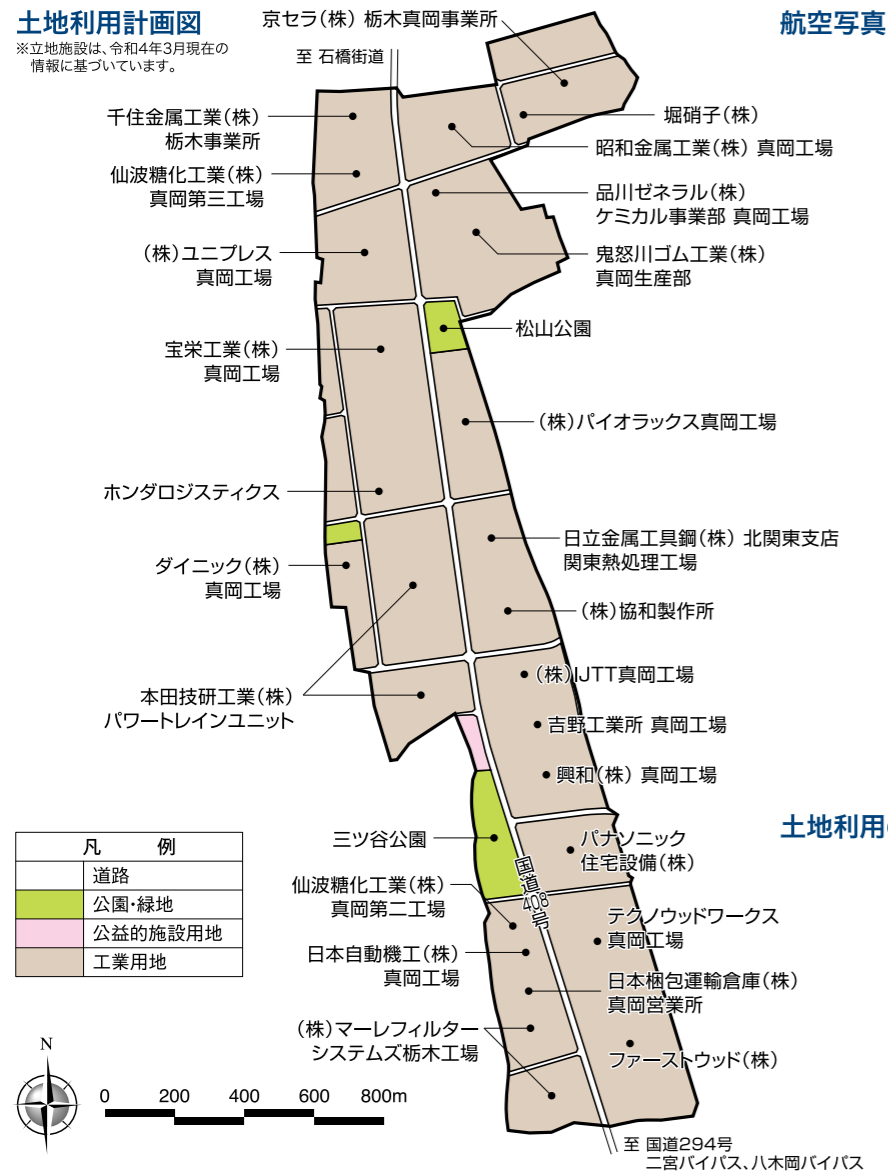 土地利用計画図
※立地施設は、令和4年3月現在の
情報に基づいています。
航空写真
京セラ(株) 栃木真岡事業所
至 石橋街道
千住金属工業(株)
栃木事業所
仙波糖化工業(株)
真岡第三工場
(株)ユニプレス
真岡工場
宝栄工業(株)
真岡工場
ホンダロジスティクス
ダイニック(株)
真岡工場
本田技研工業(株)
パワートレインユニット
堀硝子(株)
昭和金属工業(株) 真岡工場
品川ゼネラル(株)
ケミカル事業部 真岡工場
鬼怒川ゴム工業(株)
真岡生産部
松山公園
(株)パイオラックス真岡工場
日立金属工具鋼(株) 北関東支店
関東熱処理工場
(株)協和製作所
(株)IJTT真岡工場
吉野工業所 真岡工場
興和(株) 真岡工場
土地利用の
三ツ谷公園
パナソニック
住宅設備(株)
国道408号
仙波糖化工業(株)
真岡第二工場
日本自動機工(株)
真岡工場
(株)マーレフィルター
システムズ栃木工場
テクノウッドワークス
真岡工場
日本梱包運輸倉庫(株)
真岡営業所
ファーストウッド(株)
凡 例
道路
公園・緑地
公益的施設用地
工業用地
N
0 200 400 600 800m
至 国道294号
二宮バイパス、八木岡バイパス